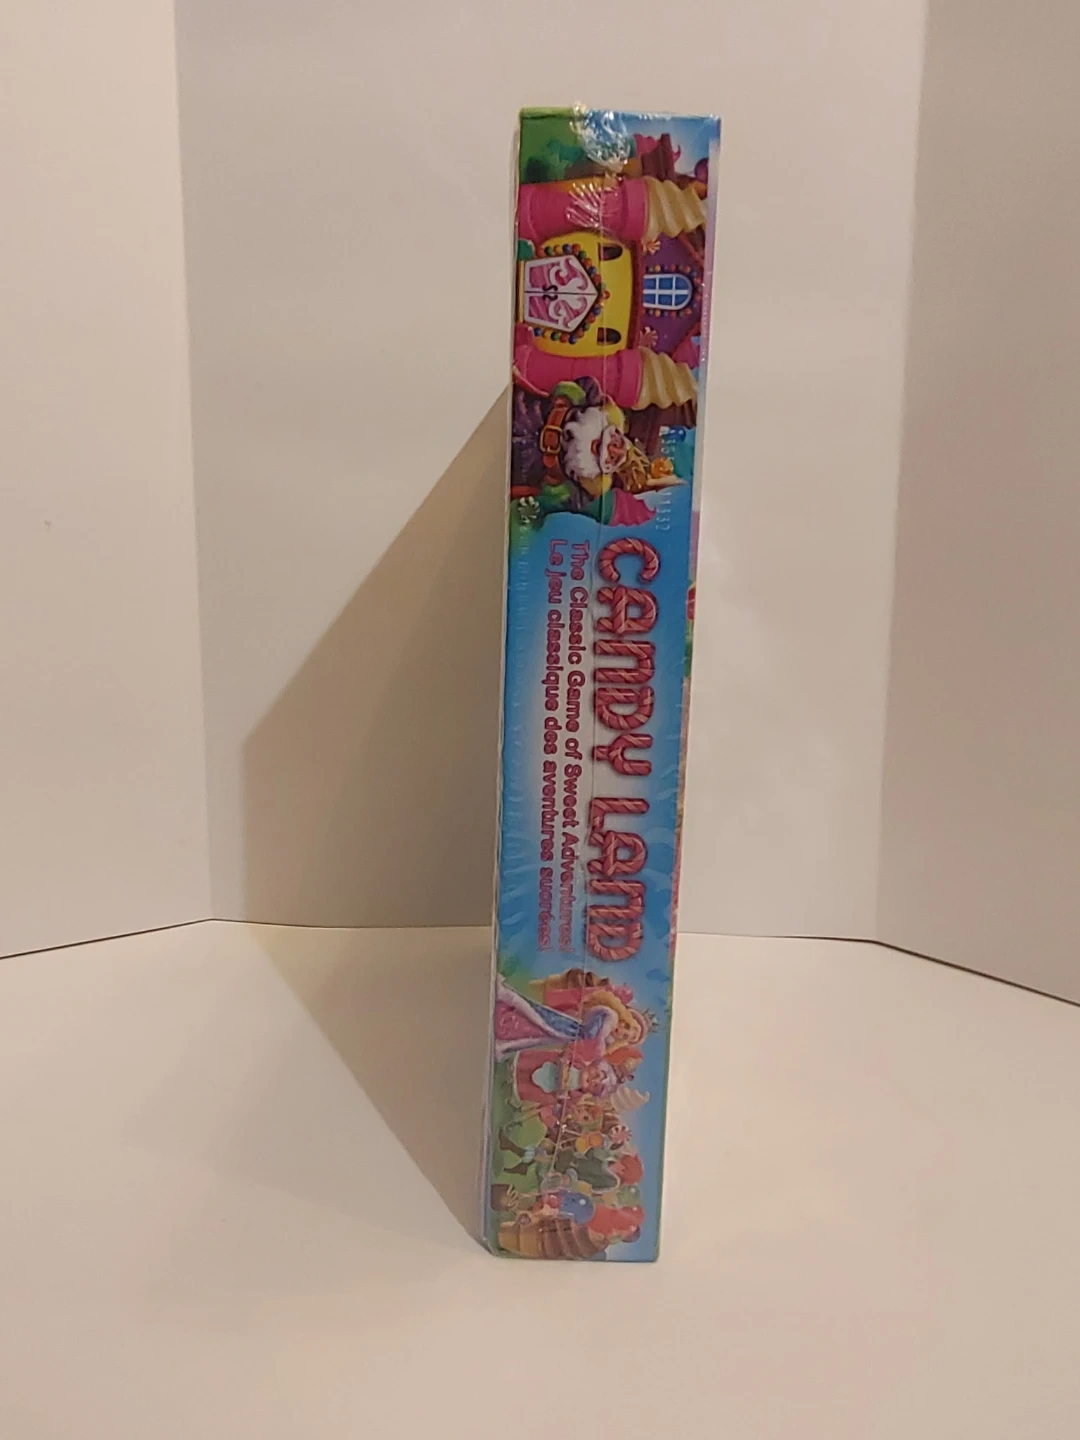 CANDY LAND
The Classic Game of Sweet Adventures!
Le jeu classique des aventures sucrées!